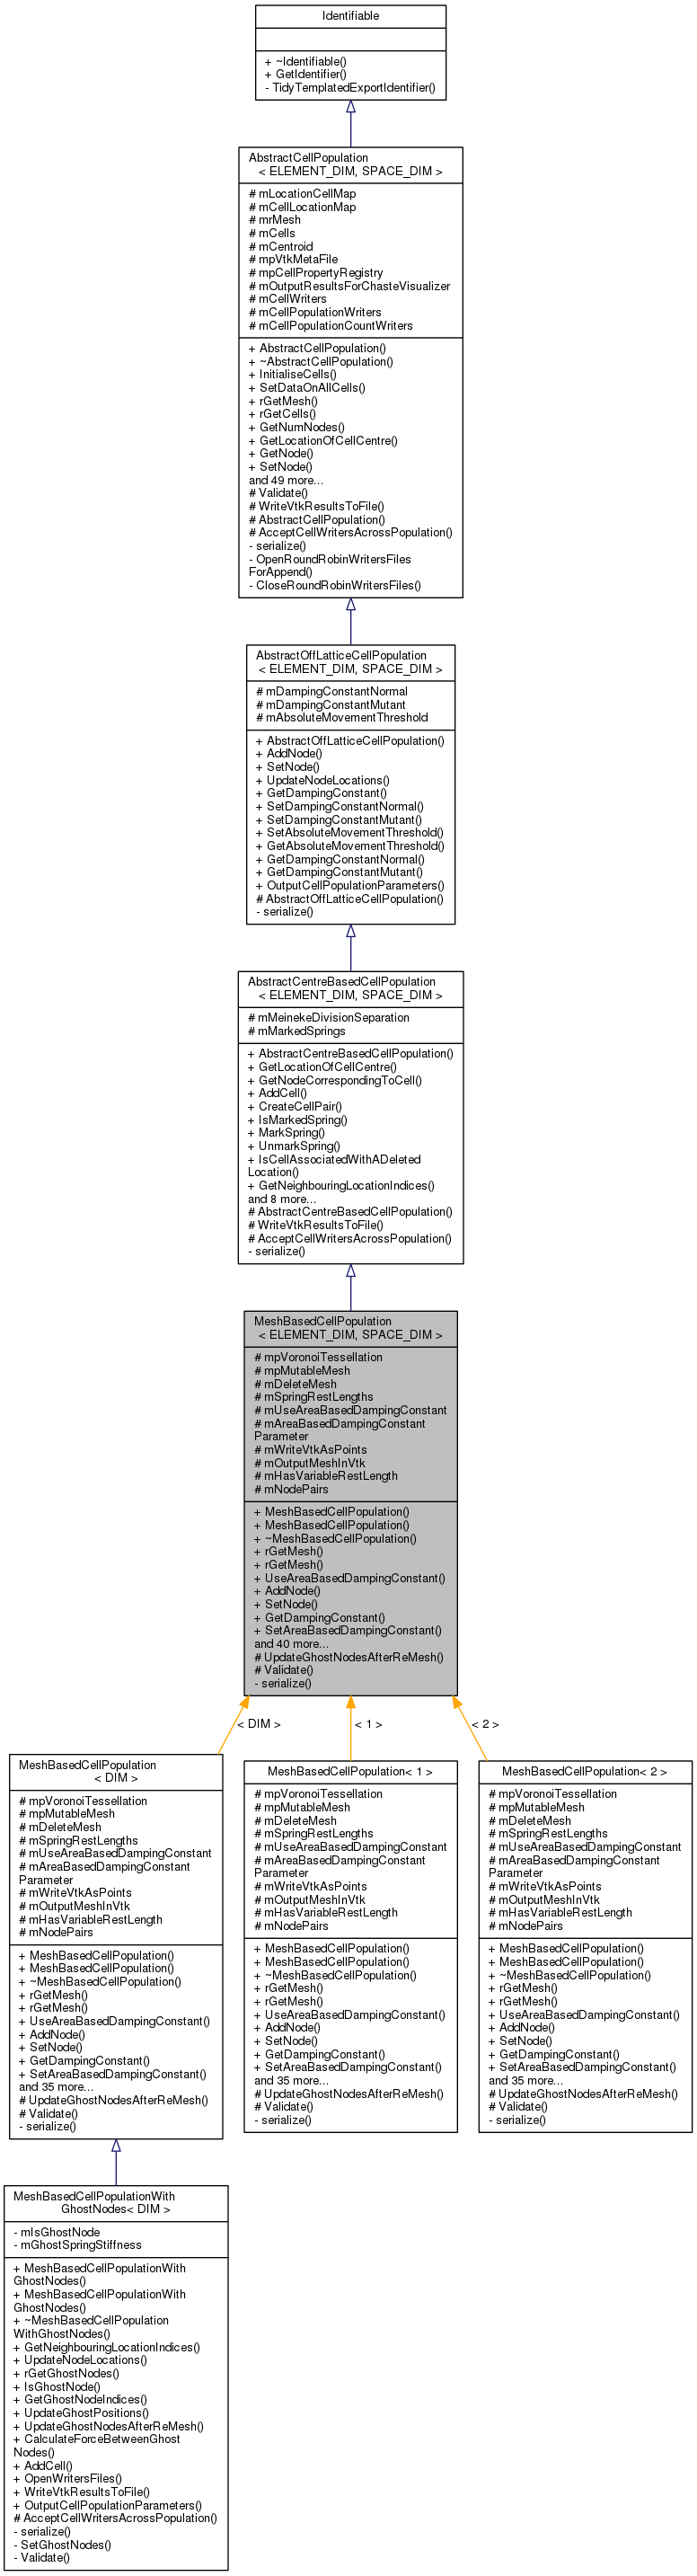 Identifiable
+ ~Identifiable()
+ GetIdentifier()
- TidyTemplatedExportIdentifier()
AbstractCellPopulation
< ELEMENT_DIM, SPACE_DIM >
# mLocationCellMap
# mCellLocationMap
# mrMesh
# mCells
# mCentroid
# mpVtkMetaFile
# mpCellPropertyRegistry
# mOutputResultsForChasteVisualizer
# mCellWriters
# mCellPopulationWriters
# mCellPopulationCountWriters
+ AbstractCellPopulation()
+ ~AbstractCellPopulation()
+ InitialiseCells()
+ SetDataOnAllCells()
+ rGetMesh()
+ rGetCells()
+ GetNumNodes()
+ GetLocationOfCellCentre()
+ GetNode()
+ SetNode()
and 49 more...
# Validate()
# WriteVtkResultsToFile()
# AbstractCellPopulation()
# AcceptCellWritersAcrossPopulation()
- serialize()
- OpenRoundRobinWritersFiles
ForAppend()
- CloseRoundRobinWritersFiles()
AbstractOffLatticeCellPopulation
< ELEMENT_DIM, SPACE_DIM >
# mDampingConstantNormal
# mDampingConstantMutant
# mAbsoluteMovementThreshold
+ AbstractOffLatticeCellPopulation()
+ AddNode()
+ SetNode()
+ UpdateNodeLocations()
+ GetDampingConstant()
+ SetDampingConstantNormal()
+ SetDampingConstantMutant()
+ SetAbsoluteMovementThreshold()
+ GetAbsoluteMovementThreshold()
+ GetDampingConstantNormal()
+ GetDampingConstantMutant()
+ OutputCellPopulationParameters()
# AbstractOffLatticeCellPopulation()
- serialize()
AbstractCentreBasedCellPopulation
< ELEMENT_DIM, SPACE_DIM >
# mMeinekeDivisionSeparation
# mMarkedSprings
+ AbstractCentreBasedCellPopulation()
+ GetLocationOfCellCentre()
+ GetNodeCorrespondingToCell()
+ AddCell()
+ CreateCellPair()
+ IsMarkedSpring()
+ MarkSpring()
+ UnmarkSpring()
+ IsCellAssociatedWithADeleted
Location()
+ GetNeighbouringLocationIndices()
and 8 more...
# AbstractCentreBasedCellPopulation()
# WriteVtkResultsToFile()
# AcceptCellWritersAcrossPopulation()
- serialize()
MeshBasedCellPopulation
< ELEMENT_DIM, SPACE_DIM >
# mpVoronoiTessellation
# mpMutableMesh
# mDeleteMesh
# mSpringRestLengths
# mUseAreaBasedDampingConstant
# mAreaBasedDampingConstant
Parameter
# mWriteVtkAsPoints
# mOutputMeshInVtk
# mHasVariableRestLength
# mNodePairs
+ MeshBasedCellPopulation()
+ MeshBasedCellPopulation()
+ ~MeshBasedCellPopulation()
+ rGetMesh()
+ rGetMesh()
+ UseAreaBasedDampingConstant()
+ AddNode()
+ SetNode()
+ GetDampingConstant()
+ SetAreaBasedDampingConstant()
and 40 more...
# UpdateGhostNodesAfterReMesh()
# Validate()
- serialize()
< DIM >
< 1 >
< 2 >
MeshBasedCellPopulation
< DIM >
# mpVoronoiTessellation
# mpMutableMesh
# mDeleteMesh
# mSpringRestLengths
# mUseAreaBasedDampingConstant
# mAreaBasedDampingConstant
Parameter
# mWriteVtkAsPoints
# mOutputMeshInVtk
# mHasVariableRestLength
# mNodePairs
+ MeshBasedCellPopulation()
+ MeshBasedCellPopulation()
+ ~MeshBasedCellPopulation()
+ rGetMesh()
+ rGetMesh()
+ UseAreaBasedDampingConstant()
+ AddNode()
+ SetNode()
+ GetDampingConstant()
+ SetAreaBasedDampingConstant()
and 35 more...
# UpdateGhostNodesAfterReMesh()
# Validate()
- serialize()
MeshBasedCellPopulation< 1 >
# mpVoronoiTessellation
# mpMutableMesh
# mDeleteMesh
# mSpringRestLengths
# mUseAreaBasedDampingConstant
# mAreaBasedDampingConstant
Parameter
# mWriteVtkAsPoints
# mOutputMeshInVtk
# mHasVariableRestLength
# mNodePairs
+ MeshBasedCellPopulation()
+ MeshBasedCellPopulation()
+ ~MeshBasedCellPopulation()
+ rGetMesh()
+ rGetMesh()
+ UseAreaBasedDampingConstant()
+ AddNode()
+ SetNode()
+ GetDampingConstant()
+ SetAreaBasedDampingConstant()
and 35 more...
# UpdateGhostNodesAfterReMesh()
# Validate()
- serialize()
MeshBasedCellPopulation< 2 >
# mpVoronoiTessellation
# mpMutableMesh
# mDeleteMesh
# mSpringRestLengths
# mUseAreaBasedDampingConstant
# mAreaBasedDampingConstant
Parameter
# mWriteVtkAsPoints
# mOutputMeshInVtk
# mHasVariableRestLength
# mNodePairs
+ MeshBasedCellPopulation()
+ MeshBasedCellPopulation()
+ ~MeshBasedCellPopulation()
+ rGetMesh()
+ rGetMesh()
+ UseAreaBasedDampingConstant()
+ AddNode()
+ SetNode()
+ GetDampingConstant()
+ SetAreaBasedDampingConstant()
and 35 more...
# UpdateGhostNodesAfterReMesh()
# Validate()
- serialize()
MeshBasedCellPopulationWith
GhostNodes< DIM >
- mIsGhostNode
- mGhostSpringStiffness
+ MeshBasedCellPopulationWith
GhostNodes()
+ MeshBasedCellPopulationWith
GhostNodes()
+ ~MeshBasedCellPopulation
WithGhostNodes()
+ GetNeighbouringLocationIndices()
+ UpdateNodeLocations()
+ rGetGhostNodes()
+ IsGhostNode()
+ GetGhostNodeIndices()
+ UpdateGhostPositions()
+ UpdateGhostNodesAfterReMesh()
+ CalculateForceBetweenGhost
Nodes()
+ AddCell()
+ OpenWritersFiles()
+ WriteVtkResultsToFile()
+ OutputCellPopulationParameters()
# AcceptCellWritersAcrossPopulation()
- serialize()
- SetGhostNodes()
- Validate()